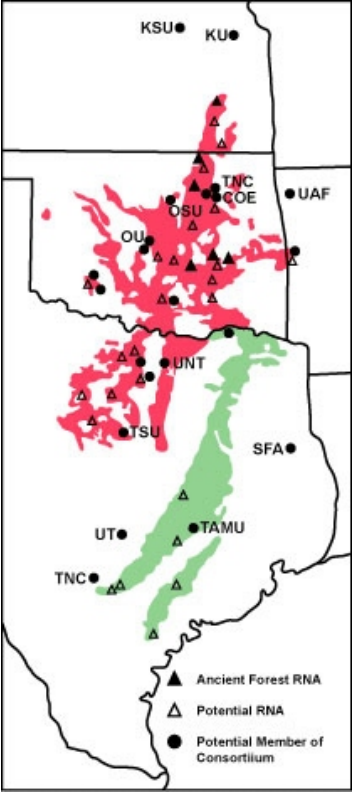 KSU
KU
TNC
COE
UAF
OSU
OU
UNT
TSU
SFA
UT
TAMU
TNC
Ancient Forest RNA
Potential RNA
Potential Member of
Consortiium